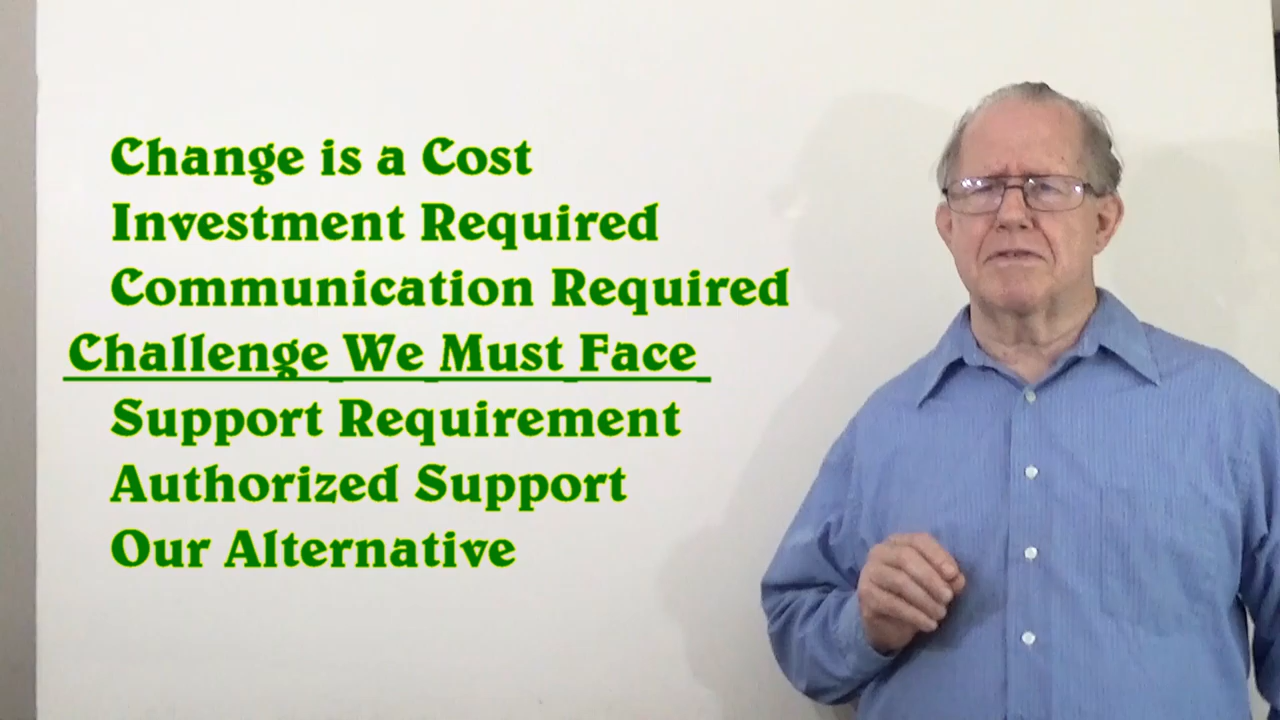 Change is a Cost
Investment Required
Communication Required
Challenge We Must Face
Support Requirement
Authorized Support
Our Alternative